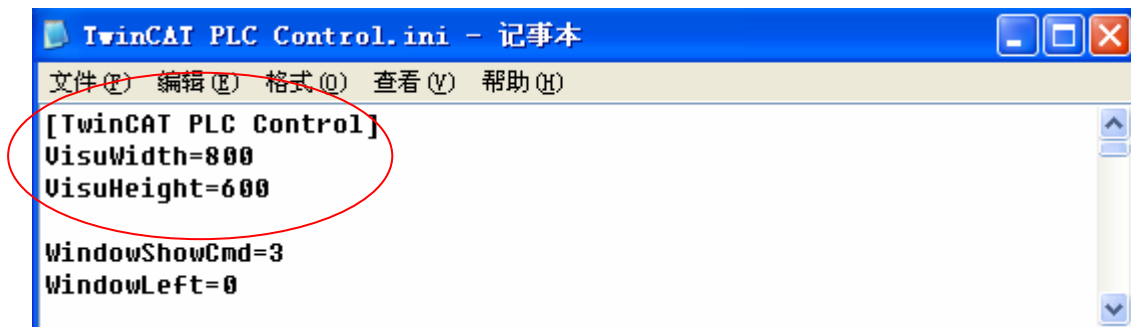 TwinCAT PLC Control.ini - 记事本
文件(F) 编辑(E) 格式(O) 查看(V) 帮助(H)
[TwinCAT PLC Control]
VisuWidth=800
VisuHeight=600
WindowShowCmd=3
WindowLeft=0